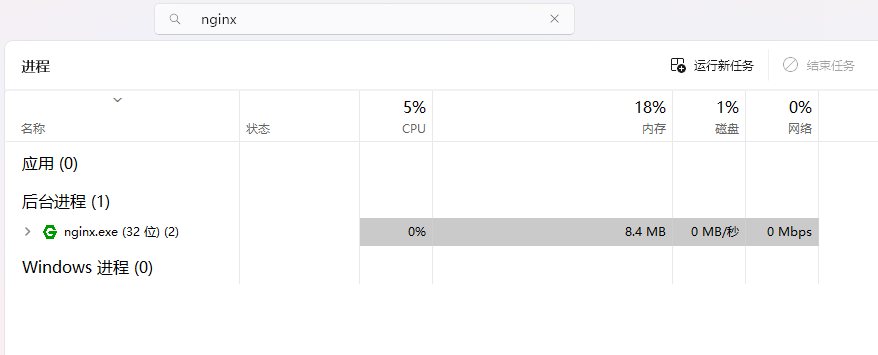 nginx
进程
运行新任务
结束任务
5% 18% 1% 0%
名称 状态 CPU 内存 磁盘 网络
应用 (0)
后台进程 (1)
nginx.exe (32 位) (2) 0% 8.4 MB 0 MB/秒 0 Mbps
Windows 进程 (0)